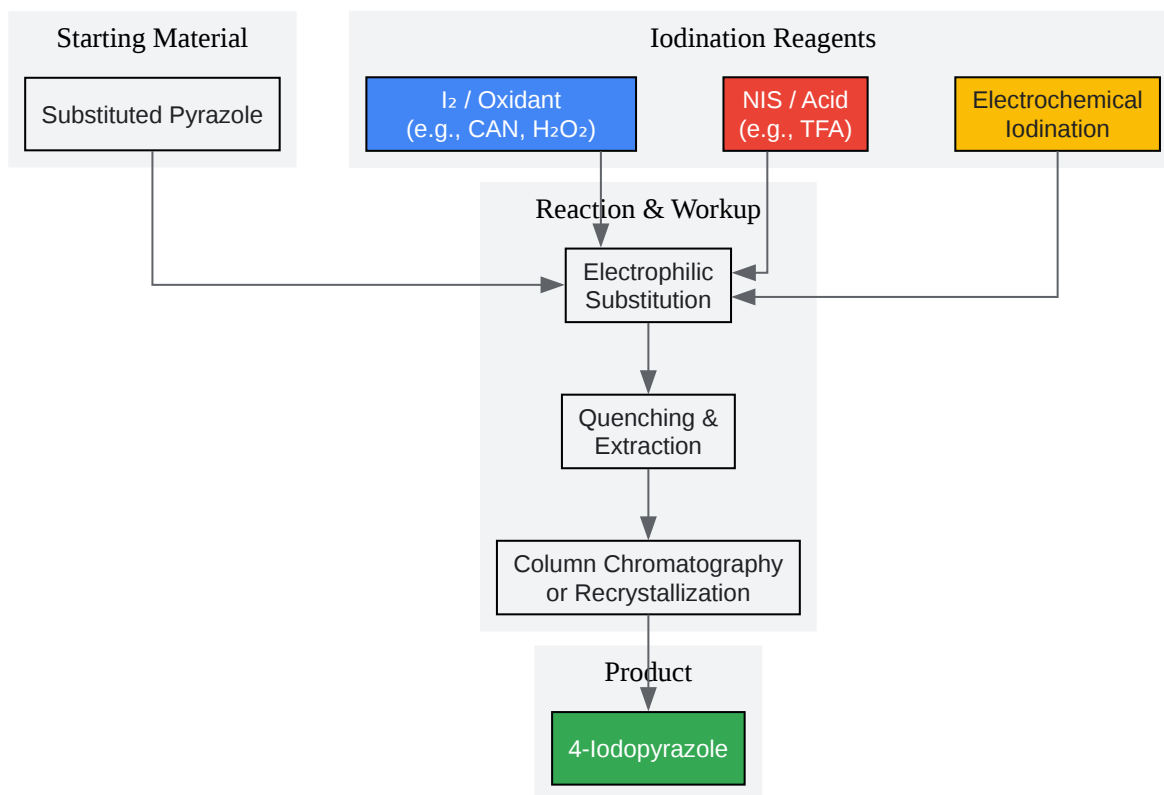 Starting Material
Substituted Pyrazole
Iodination Reagents
I₂ / Oxidant
(e.g., CAN, H₂O₂)
NIS / Acid
(e.g., TFA)
Electrochemical
Iodination
Reaction & Workup
Electrophilic
Substitution
Quenching &
Extraction
Column Chromatography
or Recrystallization
Product
4-Iodopyrazole